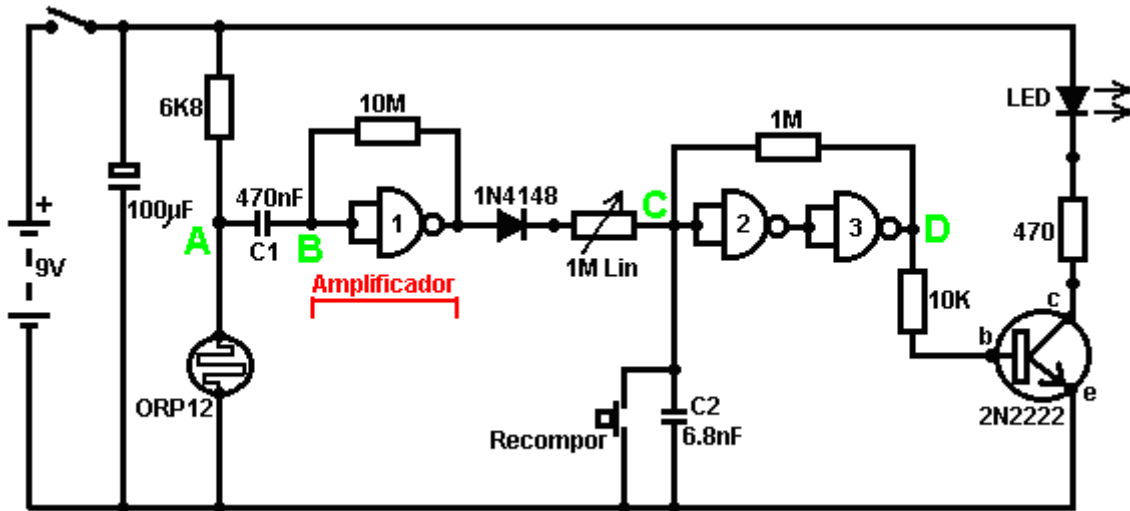 6K8
10M
1M
LED
+
100µF
470nF
1N4148
C
1
2
3
A
C1
B
D
470
9V
1M Lin
Amplificador
10K
c
b
ORP12
C2
e
Recompor
6.8nF
2N2222